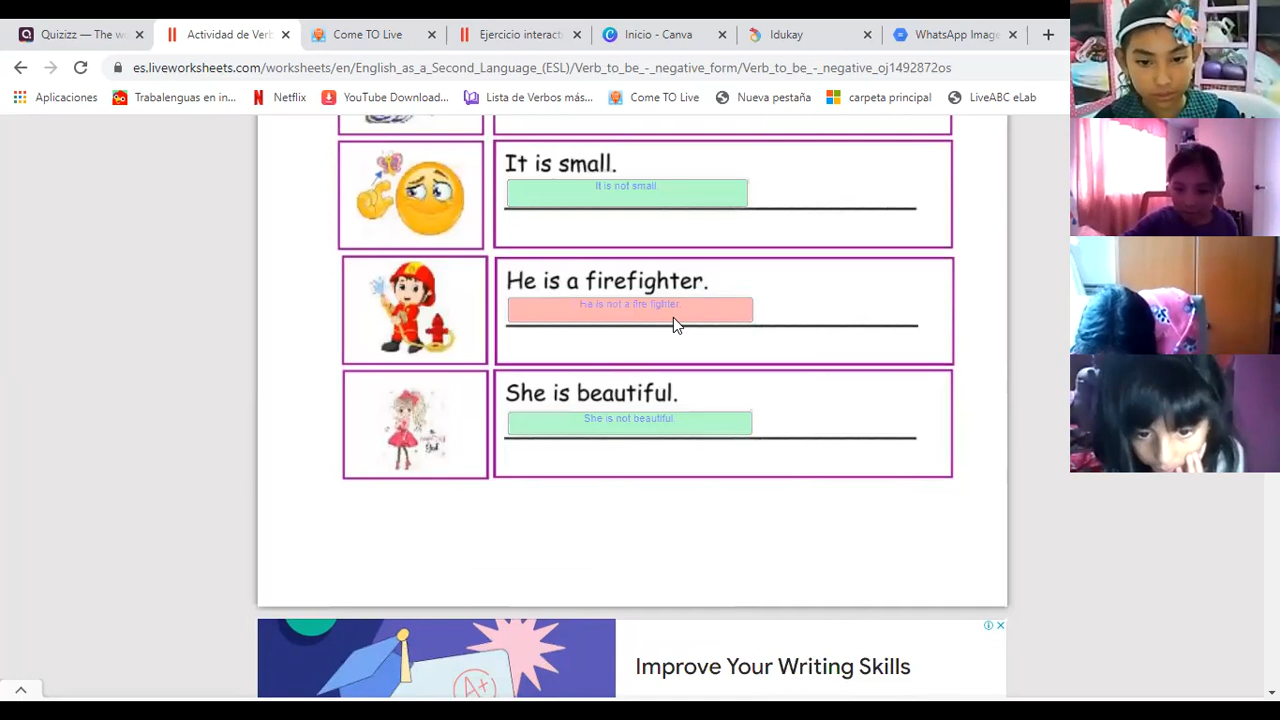 Quizizz — The wo
Actividad de Verb
Come TO Live
Ejercicio interact
Inicio - Canva
Idukay
WhatsApp Image
es.liveworksheets.com/worksheets/en/English_as_a_Second_Language_(ESL)/Verb_to_be_-_negative_form/Verb_to_be_-_negative_oj1492872os
Aplicaciones
Trabalenguas en in...
Netflix
YouTube Download...
Lista de Verbos más...
Come TO Live
Nueva pestaña
carpeta principal
LiveABC eLab
It is small.
It is not small.
He is a firefighter.
He is not a fire fighter.
She is beautiful.
She is not beautiful.
Girl
A+
Improve Your Writing Skills